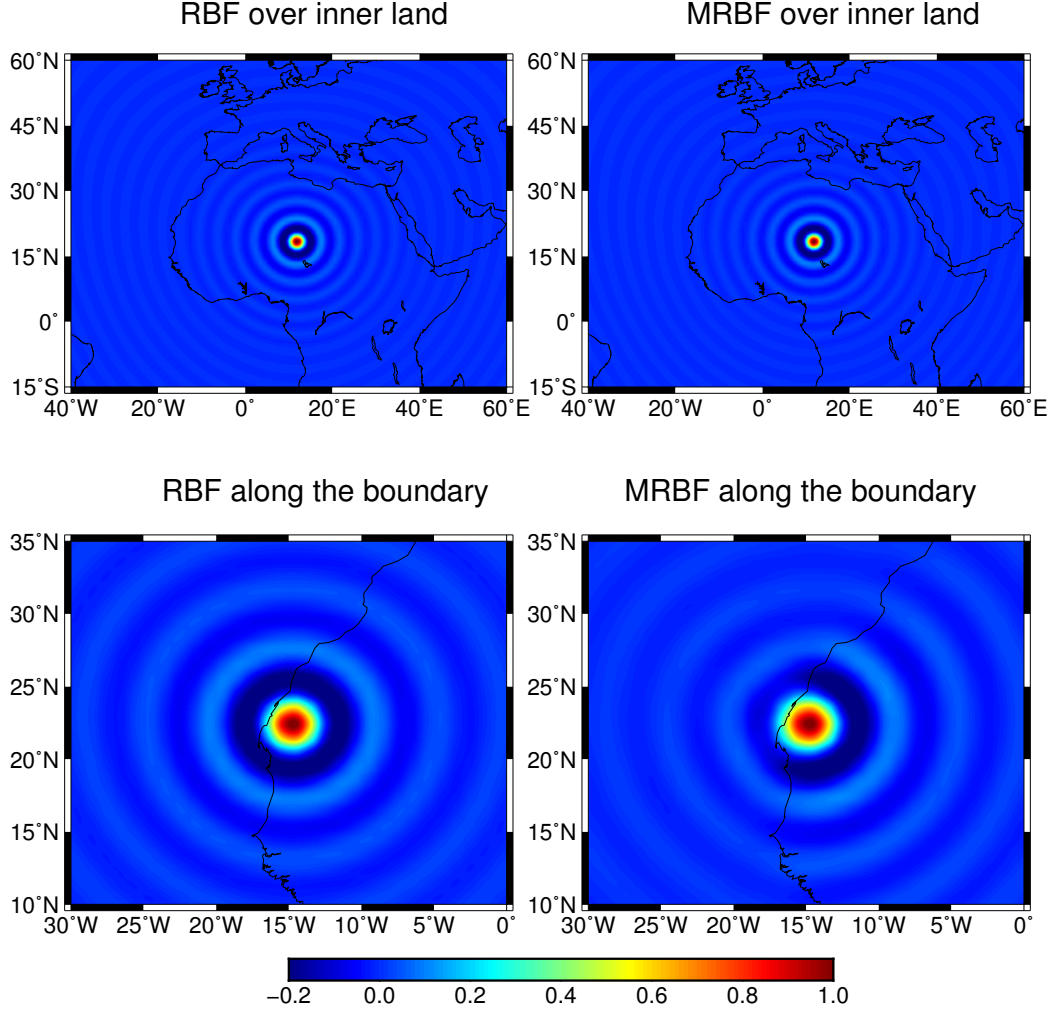 RBF over inner land
MRBF over inner land
60˚N
45˚N
30˚N
15˚N
0˚
15˚S
40˚W 20˚W 0˚ 20˚E 40˚E 60˚E
60˚N
45˚N
30˚N
15˚N
0˚
15˚S
40˚W 20˚W 0˚ 20˚E 40˚E 60˚E
RBF along the boundary
MRBF along the boundary
35˚N
30˚N
25˚N
20˚N
15˚N
10˚N
30˚W 25˚W 20˚W 15˚W 10˚W 5˚W 0˚
35˚N
30˚N
25˚N
20˚N
15˚N
10˚N
30˚W 25˚W 20˚W 15˚W 10˚W 5˚W 0˚
−0.2 0.0 0.2 0.4 0.6 0.8 1.0